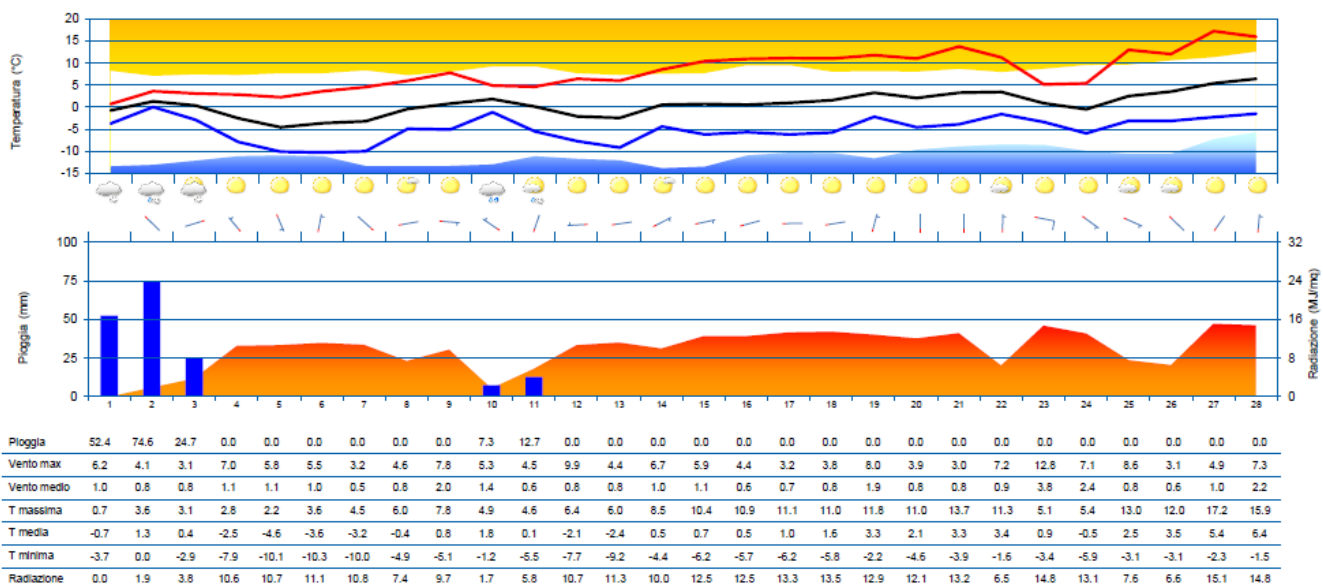 20
15
10
5
0
-5
-10
-15
Temperatura (°C)
100 32
75 24
50 16
25 8
0 0
Pioggia (mm)
Radiazione (MJ/mq)
1 2 3 4 5 6 7 8 9 10 11 12 13 14 15 16 17 18 19 20 21 22 23 24 25 26 27 28
Pioggia 52.4 74.6 24.7 0.0 0.0 0.0 0.0 0.0 0.0 7.3 12.7 0.0 0.0 0.0 0.0 0.0 0.0 0.0 0.0 0.0 0.0 0.0 0.0 0.0 0.0 0.0 0.0 0.0
Vento max 6.2 4.1 3.1 7.0 5.8 5.5 3.2 4.6 7.8 5.3 4.5 9.9 4.4 6.7 5.9 4.4 3.2 3.8 8.0 3.9 3.0 7.2 12.8 7.1 8.6 3.1 4.9 7.3
Vento medio 1.0 0.8 0.8 1.1 1.1 1.0 0.5 0.8 2.0 1.4 0.6 0.8 0.8 1.0 1.1 0.6 0.7 0.8 1.9 0.8 0.8 0.9 3.8 2.4 0.8 0.6 1.0 2.2
T massima 0.7 3.6 3.1 2.8 2.2 3.6 4.5 6.0 7.8 4.9 4.6 6.4 6.0 8.5 10.4 10.9 11.1 11.0 11.8 11.0 13.7 11.3 5.1 5.4 13.0 12.0 17.2 15.9
T media -0.7 1.3 0.4 -2.5 -4.6 -3.6 -3.2 -0.4 0.8 1.8 0.1 -2.1 -2.4 0.5 0.7 0.5 1.0 1.6 3.3 2.1 3.3 3.4 0.9 -0.5 2.5 3.5 5.4 6.4
T minima -3.7 0.0 -2.9 -7.9 -10.1 -10.3 -10.0 -4.9 -5.1 -1.2 -5.5 -7.7 -9.2 -4.4 -6.2 -5.7 -6.2 -5.8 -2.2 -4.6 -3.9 -1.6 -3.4 -5.9 -3.1 -3.1 -2.3 -1.5
Radiazione 0.0 1.9 3.8 10.6 10.7 11.1 10.8 7.4 9.7 1.7 5.8 10.7 11.3 10.0 12.5 12.5 13.3 13.5 12.9 12.1 13.2 6.5 14.8 13.1 7.6 6.6 15.1 14.8